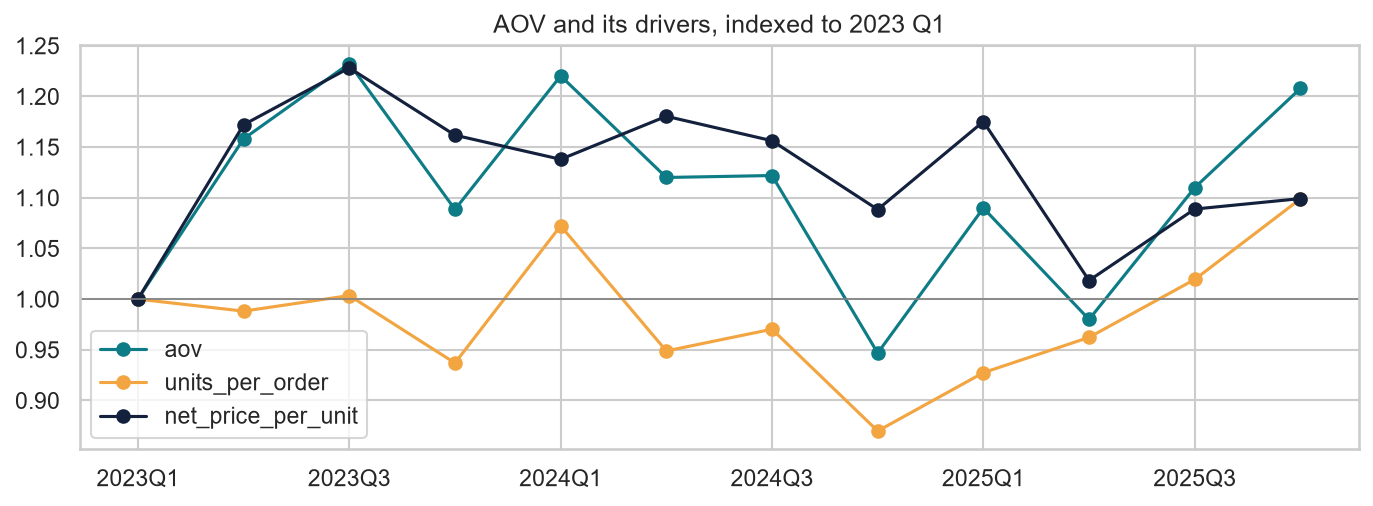 AOV and its drivers, indexed to 2023 Q1
1.25
1.20
1.15
1.10
1.05
1.00
0.95
0.90
aov
units_per_order
net_price_per_unit
2023Q1
2023Q3
2024Q1
2024Q3
2025Q1
2025Q3